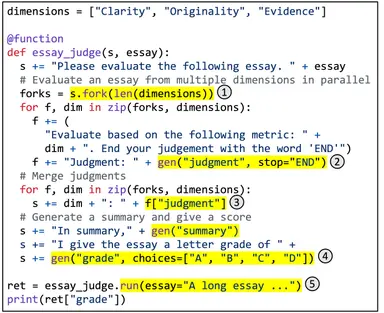 dimensions = ["Clarity", "Originality", "Evidence"]
@function
def essay_judge(s, essay):
  s += "Please evaluate the following essay. " + essay
  # Evaluate an essay from multiple dimensions in parallel
  forks = s.fork(len(dimensions)) ①
  for f, dim in zip(forks, dimensions):
    f += (
      "Evaluate based on the following metric: " +
      dim + ". End your judgement with the word 'END'")
    f += "Judgment: " + gen("judgment", stop="END") ②
  # Merge judgments
  for f, dim in zip(forks, dimensions):
    s += dim + ": " + f["judgment"] ③
  # Generate a summary and give a score
  s += "In summary," + gen("summary")
  s += "I give the essay a letter grade of " +
  s += gen("grade", choices=["A", "B", "C", "D"]) ④
ret = essay_judge.run(essay="A long essay ...") ⑤
print(ret["grade"])